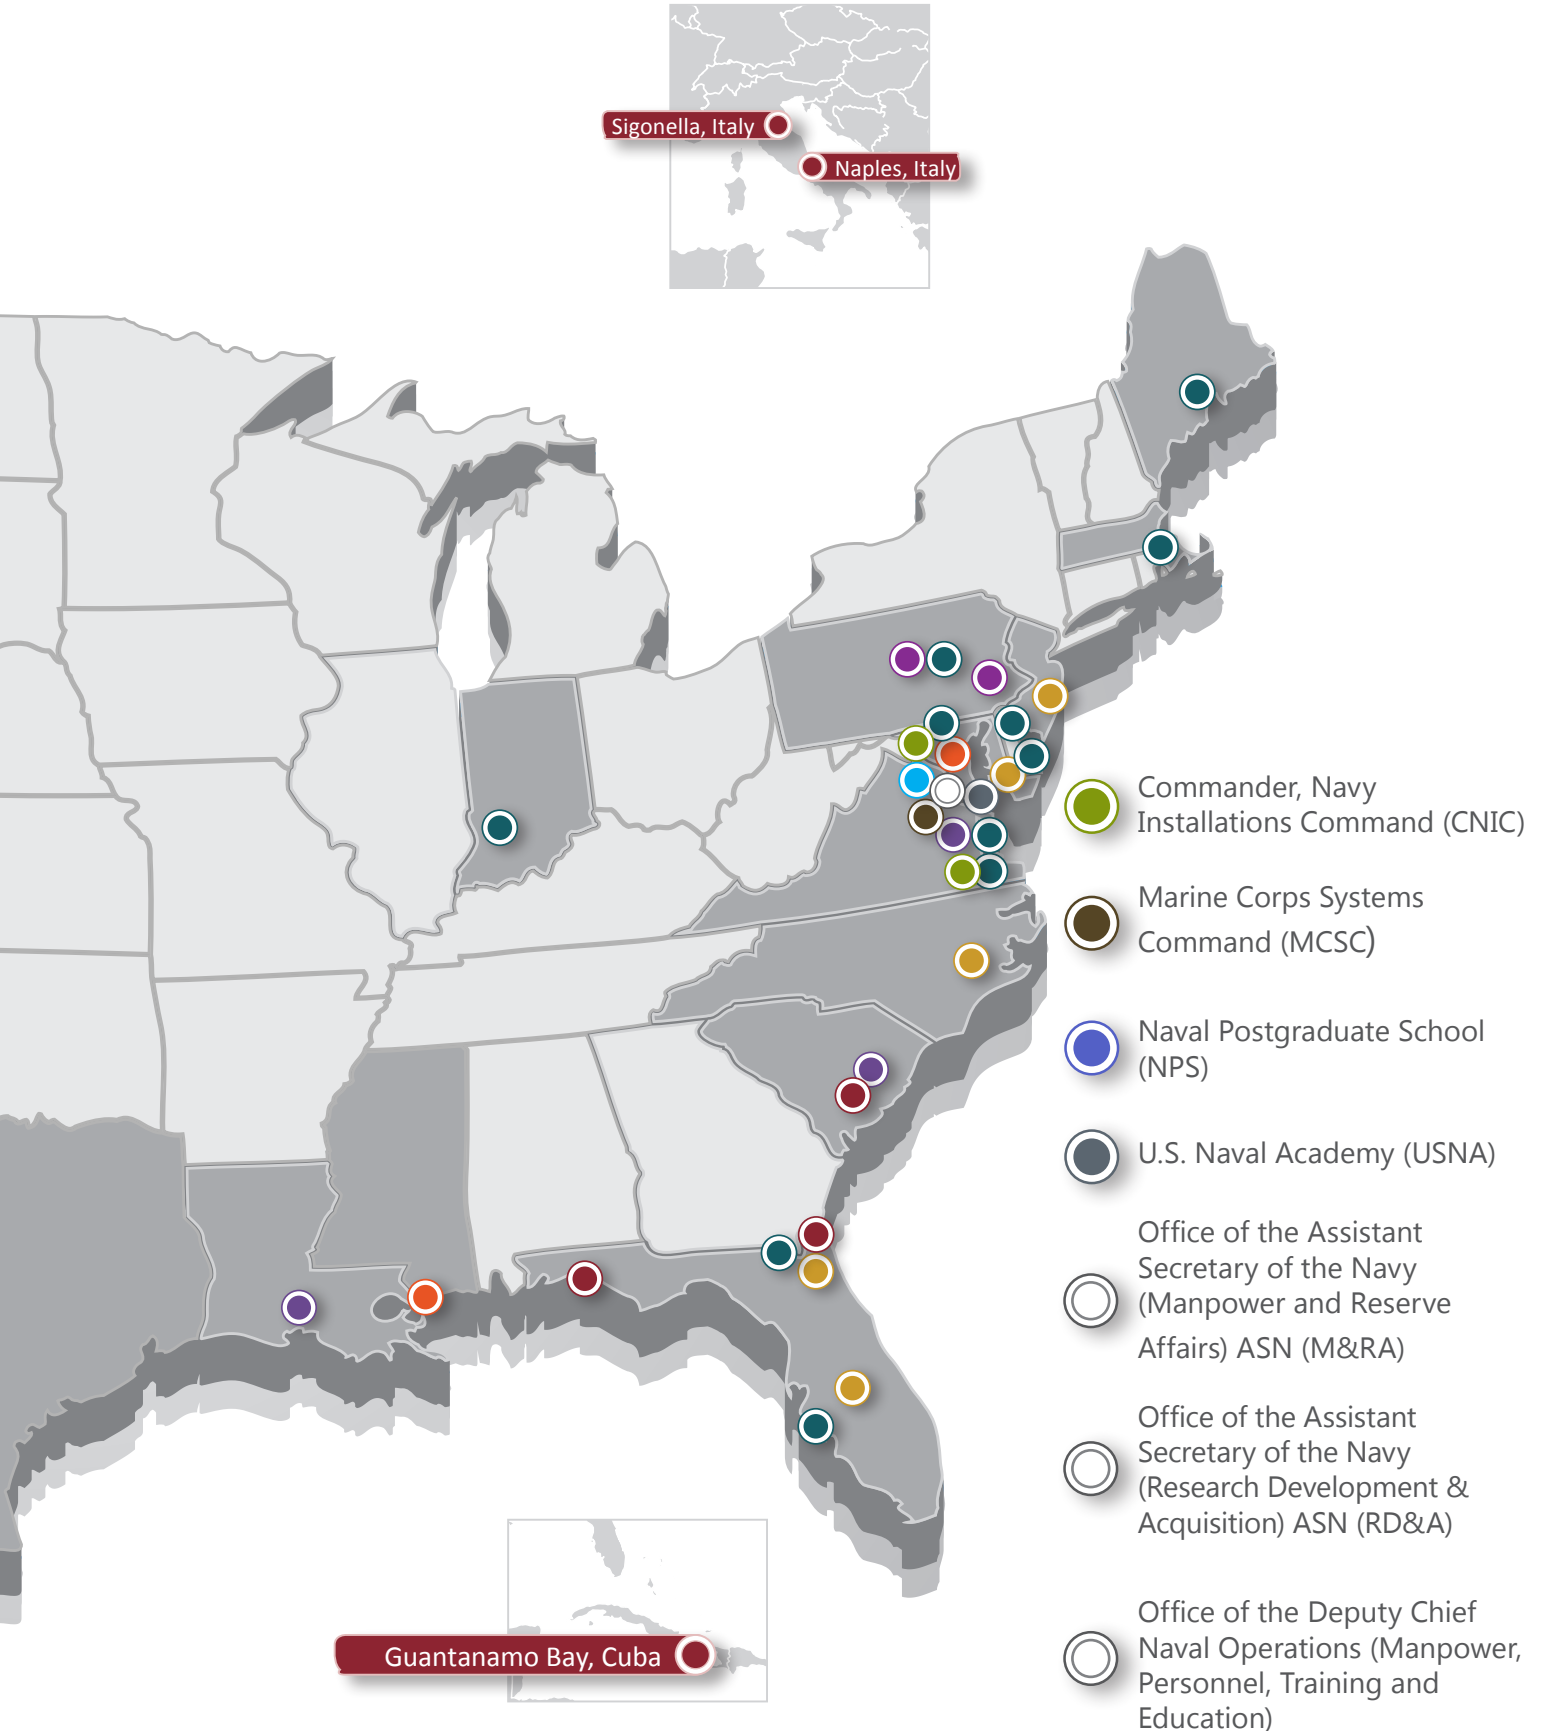 Sigonella, Italy
Naples, Italy
Commander, Navy
Installations Command (CNIC)
Marine Corps Systems
Command (MCSC)
Naval Postgraduate School
(NPS)
U.S. Naval Academy (USNA)
Office of the Assistant
Secretary of the Navy
(Manpower and Reserve
Affairs) ASN (M&RA)
Office of the Assistant
Secretary of the Navy
(Research Development &
Acquisition) ASN (RD&A)
Office of the Deputy Chief
Naval Operations (Manpower,
Personnel, Training and
Education)
Guantanamo Bay, Cuba